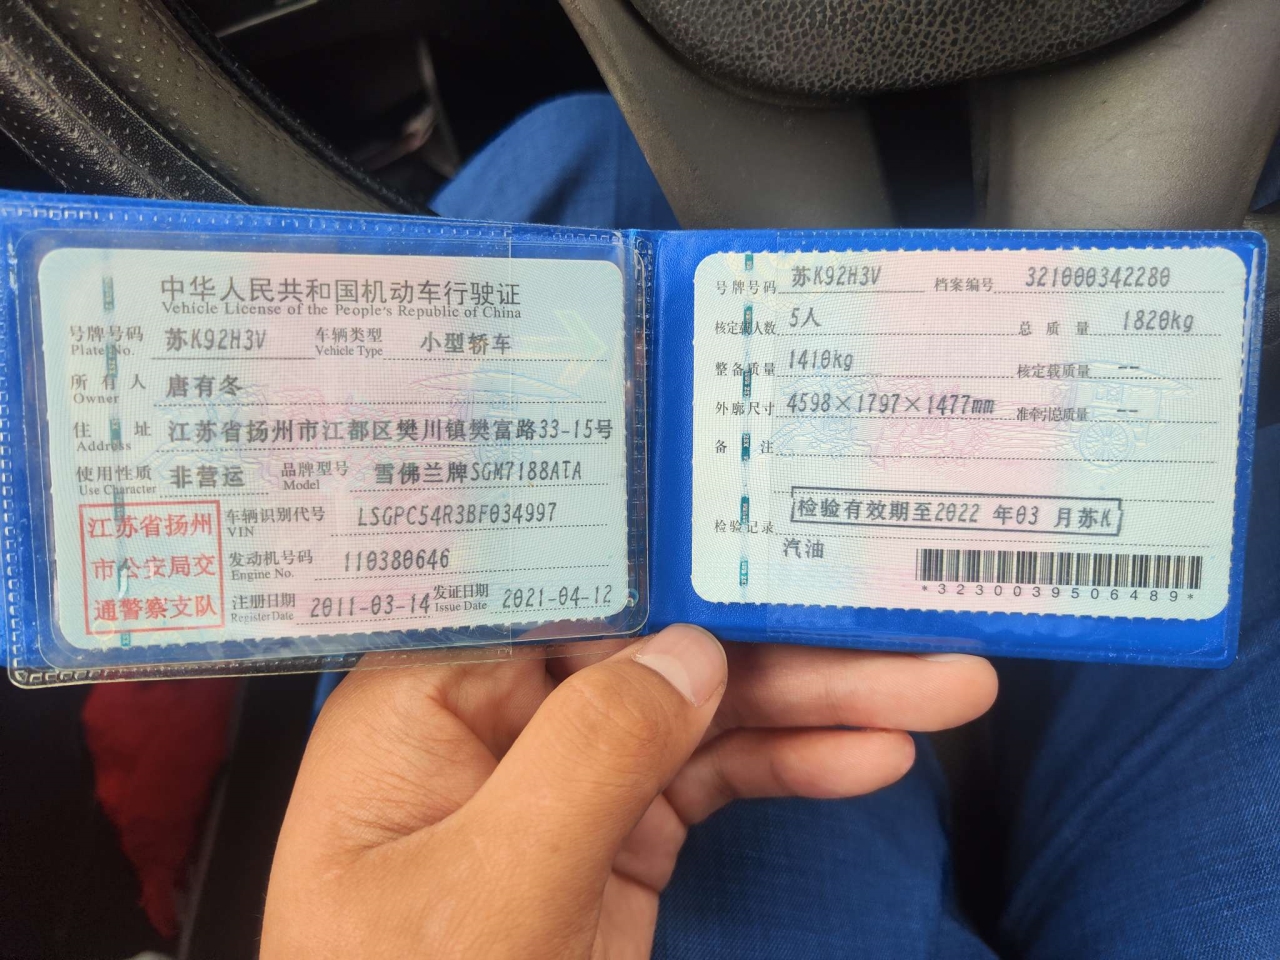 中华人民共和国机动车行驶证
Vehicle License of the People's Republic of China
号牌号码 苏K92H3V 车辆类型 小型轿车
Plate No. Vehicle Type
所有人 唐有冬
Owner
住址 江苏省扬州市江都区樊川镇樊富路33-15号
Address
使用性质 非营运 品牌型号 雪佛兰牌SGM7188ATA
Use Character Model
江苏省扬州
市公安局交
通警察支队
车辆识别代号 LSGPC54R3BF034997
VIN
发动机号码 110380646
Engine No.
注册日期 2011-03-14 发证日期 2021-04-12
Register Date Issue Date
号牌号码 苏K92H3V 档案编号 321000342280
核定载人数 5人 总质量 1820kg
整备质量 1410kg 核定载质量 --
外廓尺寸 4598×1797×1477mm 准牵引总质量 --
备注
检验记录 检验有效期至2022 年03 月苏K
汽油
*3230039506489*